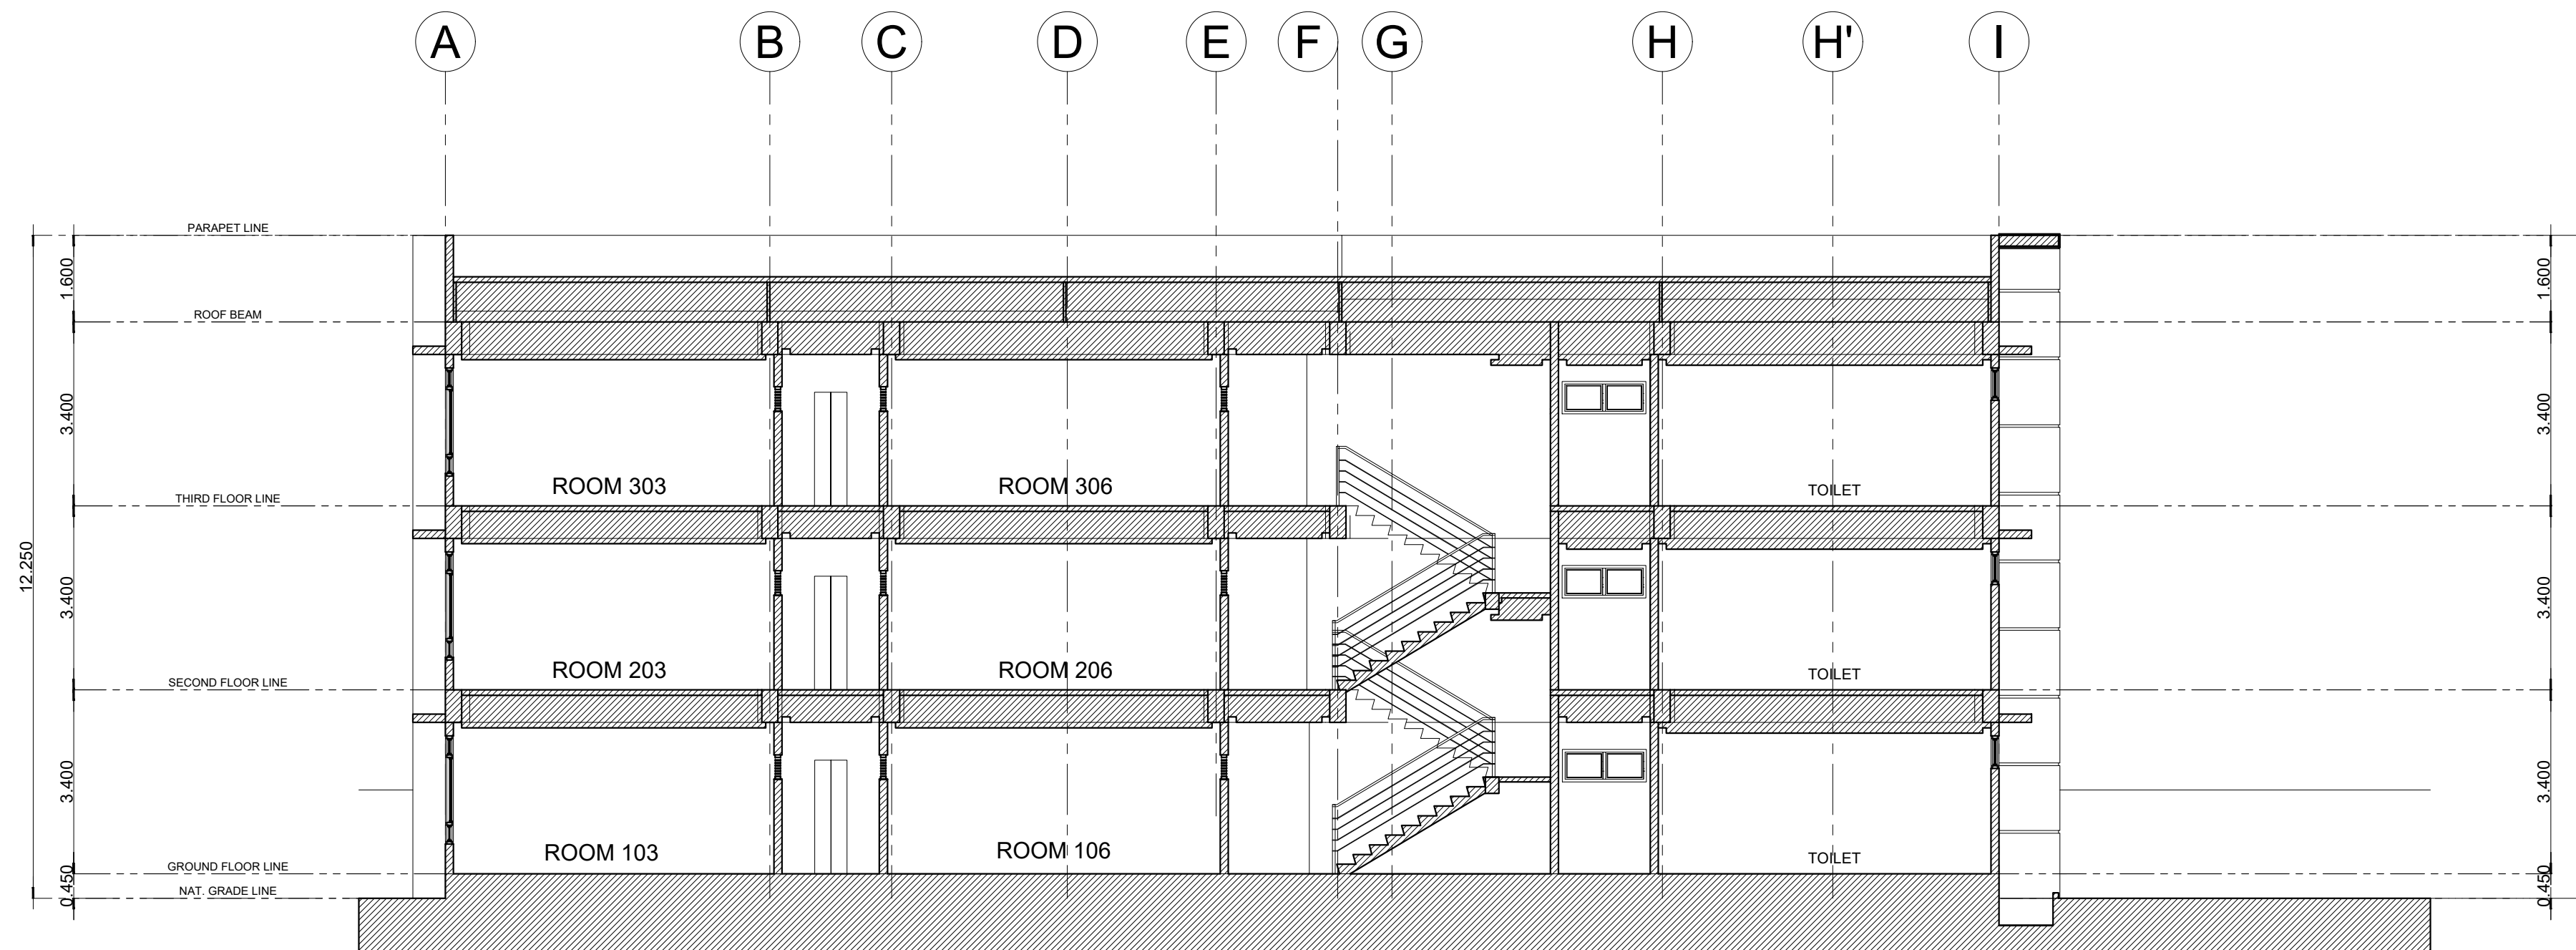 A B C D E F G H H' I
PARAPET LINE
1.600 1.600
ROOF BEAM
3.400 3.400
ROOM 303 ROOM 306 TOILET
THIRD FLOOR LINE
12.250
3.400 3.400
ROOM 203 ROOM 206 TOILET
SECOND FLOOR LINE
3.400 3.400
ROOM 103 ROOM 106 TOILET
GROUND FLOOR LINE
0.450 0.450
NAT. GRADE LINE